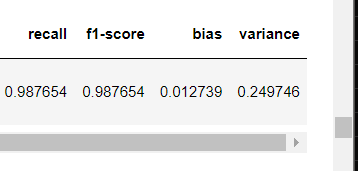 recall f1-score bias variance
0.987654 0.987654 0.012739 0.249746